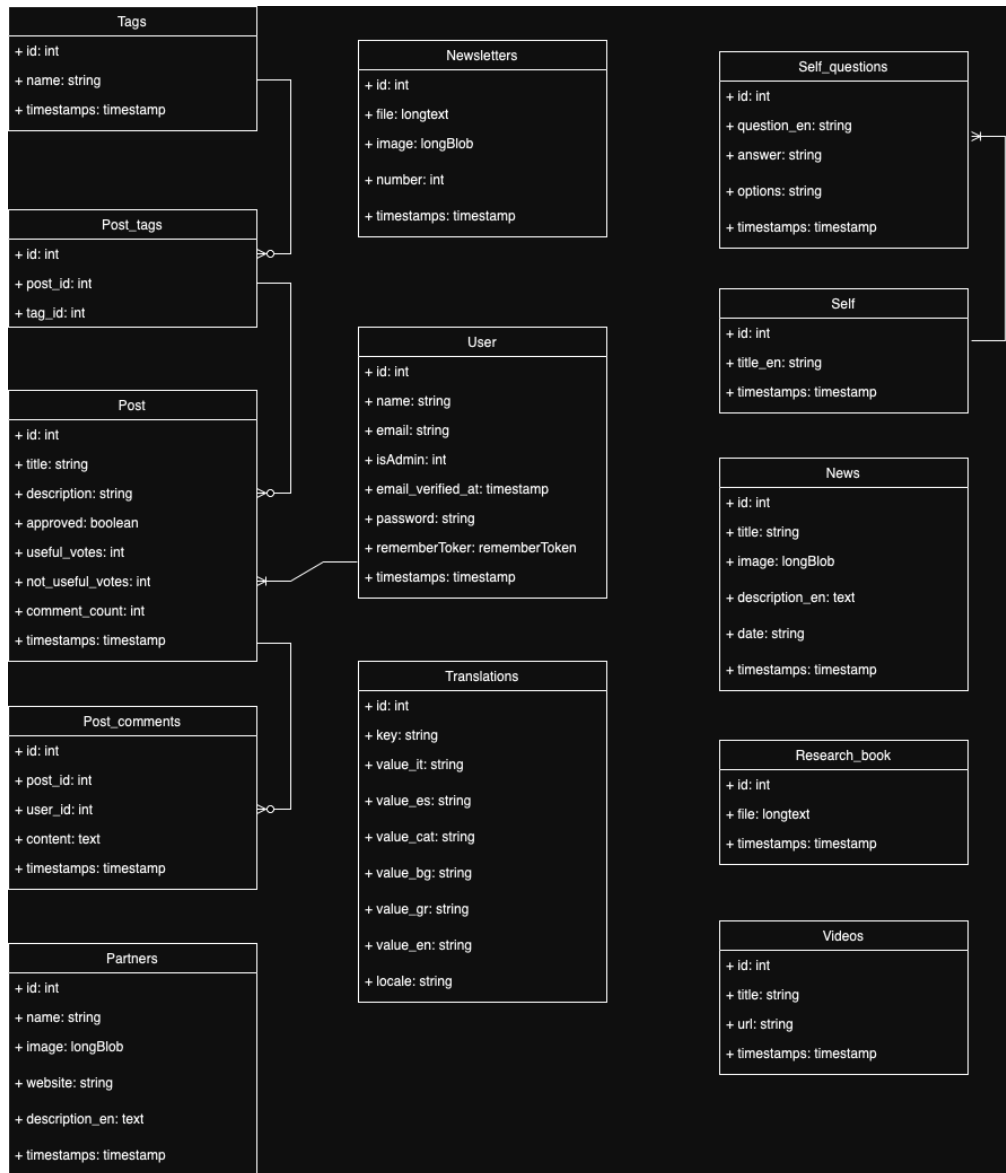 Tags
+ id: int
+ name: string
+ timestamps: timestamp
Post_tags
+ id: int
+ post_id: int
+ tag_id: int
Post
+ id: int
+ title: string
+ description: string
+ approved: boolean
+ useful_votes: int
+ not_useful_votes: int
+ comment_count: int
+ timestamps: timestamp
Post_comments
+ id: int
+ post_id: int
+ user_id: int
+ content: text
+ timestamps: timestamp
Partners
+ id: int
+ name: string
+ image: longBlob
+ website: string
+ description_en: text
+ timestamps: timestamp
Newsletters
+ id: int
+ file: longtext
+ image: longBlob
+ number: int
+ timestamps: timestamp
User
+ id: int
+ name: string
+ email: string
+ isAdmin: int
+ email_verified_at: timestamp
+ password: string
+ rememberToker: rememberToken
+ timestamps: timestamp
Translations
+ id: int
+ key: string
+ value_it: string
+ value_es: string
+ value_cat: string
+ value_bg: string
+ value_gr: string
+ value_en: string
+ locale: string
Self_questions
+ id: int
+ question_en: string
+ answer: string
+ options: string
+ timestamps: timestamp
Self
+ id: int
+ title_en: string
+ timestamps: timestamp
News
+ id: int
+ title: string
+ image: longBlob
+ description_en: text
+ date: string
+ timestamps: timestamp
Research_book
+ id: int
+ file: longtext
+ timestamps: timestamp
Videos
+ id: int
+ title: string
+ url: string
+ timestamps: timestamp